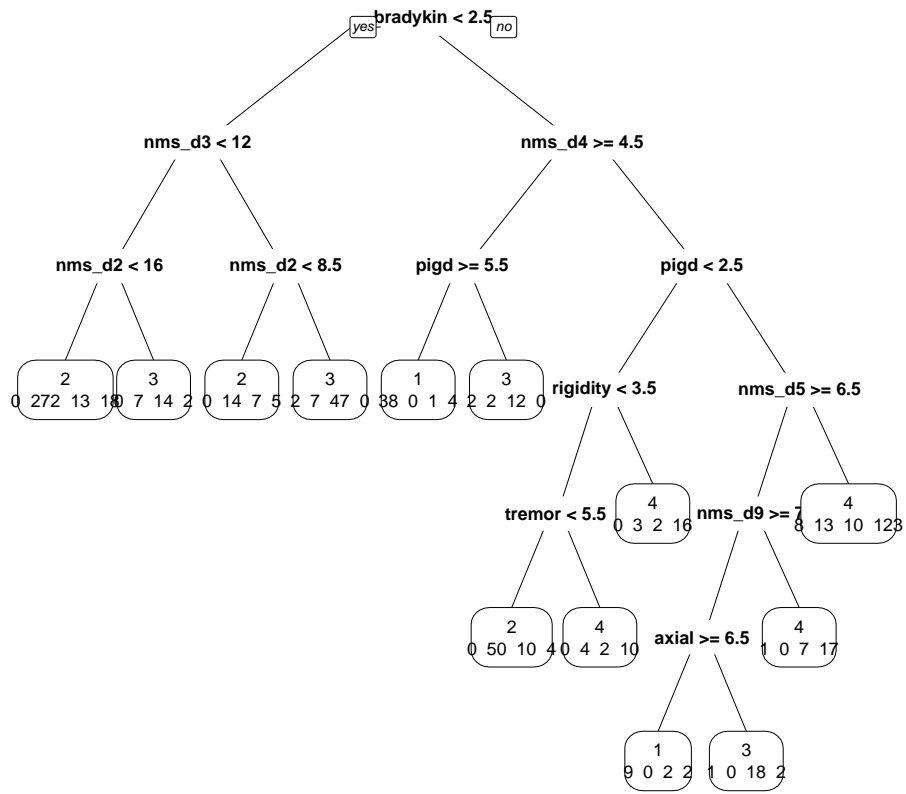 bradykin < 2.5
yes
no
nms_d3 < 12
nms_d4 >= 4.5
nms_d2 < 16
nms_d2 < 8.5
pigd >= 5.5
pigd < 2.5
2
0 272 13 18
3
0 7 14 2
2
0 14 7 5
3
2 7 47 0
1
38 0 1 4
3
2 2 12 0
rigidity < 3.5
nms_d5 >= 6.5
tremor < 5.5
4
0 3 2 16
nms_d9 >= 7
4
8 13 10 123
2
0 50 10 4
4
0 4 2 10
axial >= 6.5
4
1 0 7 17
1
9 0 2 2
3
1 0 18 2